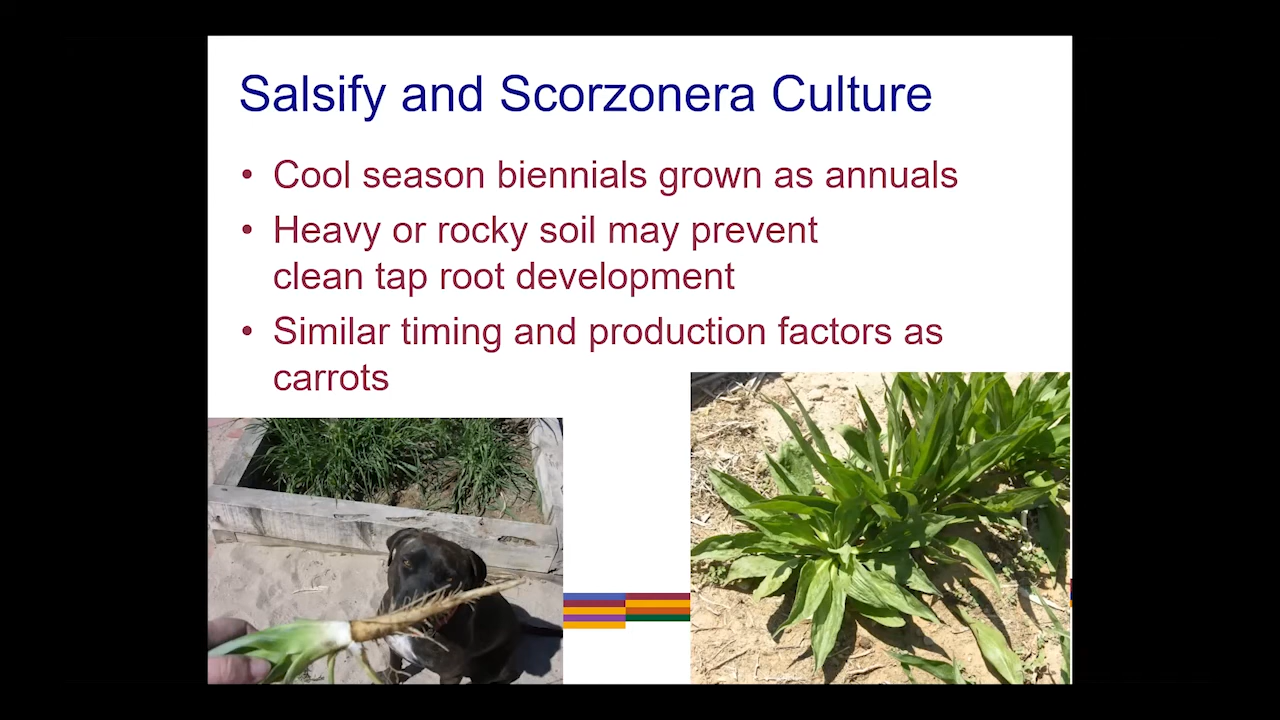 Salsify and Scorzonera Culture
• Cool season biennials grown as annuals
• Heavy or rocky soil may prevent
clean tap root development
• Similar timing and production factors as
carrots